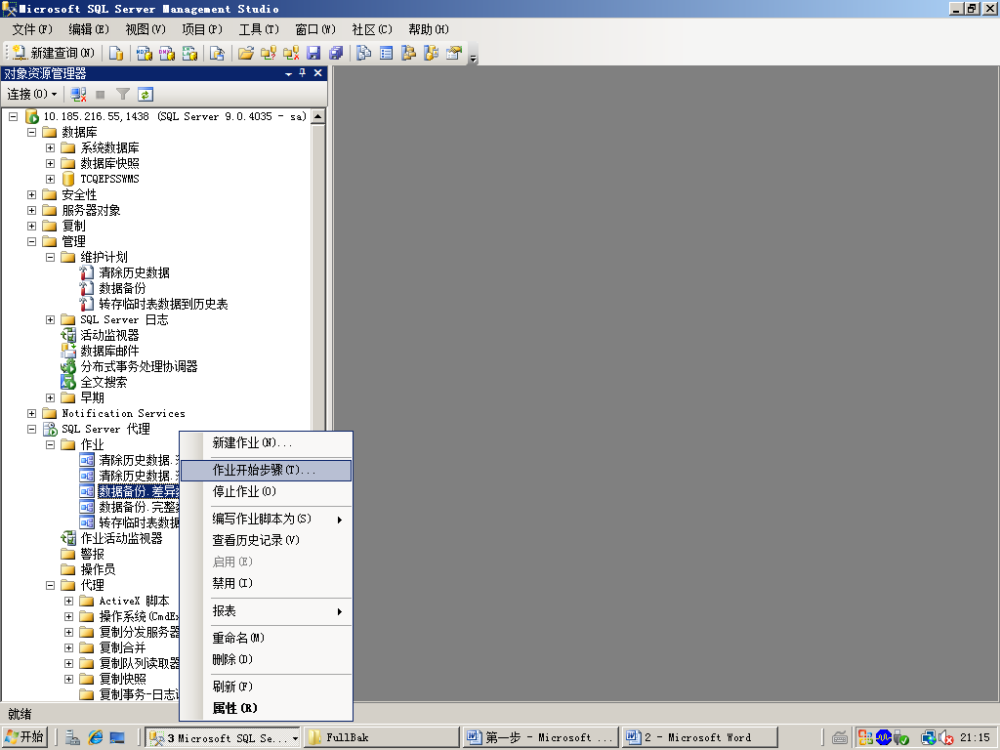 Microsoft SQL Server Management Studio
文件(F) 编辑(E) 视图(V) 项目(P) 工具(T) 窗口(W) 社区(C) 帮助(H)
新建查询(N)
对象资源管理器
连接(O)
10.185.216.55,1438 (SQL Server 9.0.4035 - sa)
数据库
系统数据库
数据库快照
TCQEPSSWMS
安全性
服务器对象
复制
管理
维护计划
清除历史数据
数据备份
转存临时表数据到历史表
SQL Server 日志
活动监视器
数据库邮件
分布式事务处理协调器
全文搜索
早期
Notification Services
SQL Server 代理
作业
清除历史数据.
清除历史数据.
数据备份.差异
数据备份.完整
转存临时表数据
作业活动监视器
警报
操作员
代理
ActiveX 脚本
操作系统(CmdEx
复制分发服务器
复制合并
复制队列读取器
复制快照
复制事务-日志
新建作业(N)...
作业开始步骤(T)...
停止作业(O)
编写作业脚本为(S)
查看历史记录(V)
启用(E)
禁用(I)
报表
重命名(M)
删除(D)
刷新(F)
属性(R)
就绪
开始
3 Microsoft SQL Se...
FullBak
第一步 - Microsoft ...
2 - Microsoft Word
21:15